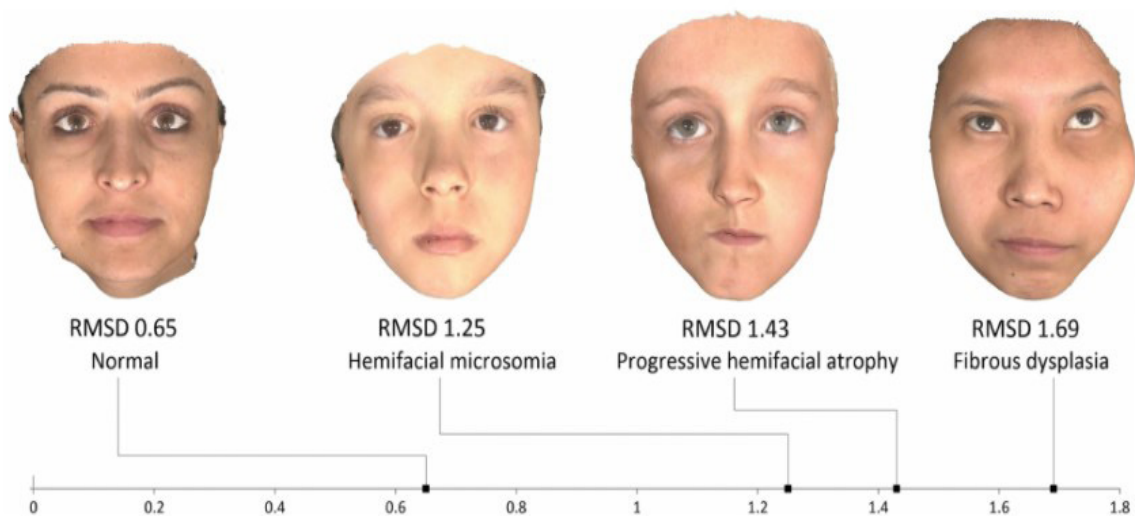 RMSD 0.65
Normal
RMSD 1.25
Hemifacial microsomia
RMSD 1.43
Progressive hemifacial atrophy
RMSD 1.69
Fibrous dysplasia
0 0.2 0.4 0.6 0.8 1 1.2 1.4 1.6 1.8